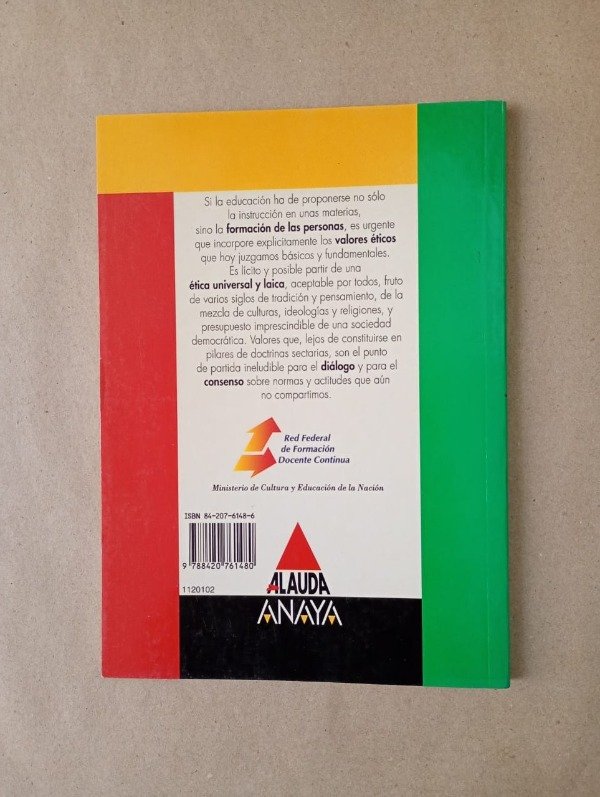 Si la educación ha de proponerse no sólo
la instrucción en unas materias,
sino la formación de las personas, es urgente
que incorpore explícitamente los valores éticos
que hoy juzgamos básicos y fundamentales.
Es lícito y posible partir de una
ética universal y laica, aceptable por todos, fruto
de varios siglos de tradición y pensamiento, de la
mezcla de culturas, ideologías y religiones, y
presupuesto imprescindible de una sociedad
democrática. Valores que, lejos de constituirse en
pilares de doctrinas sectarias, son el punto
de partida ineludible para el diálogo y para el
consenso sobre normas y actitudes que aún
no compartimos.
Red Federal
de Formación
Docente Continua
Ministerio de Cultura y Educación de la Nación
ISBN 84-207-6148-6
9 788420 761480
1120102
ALAUDA
ANAYA